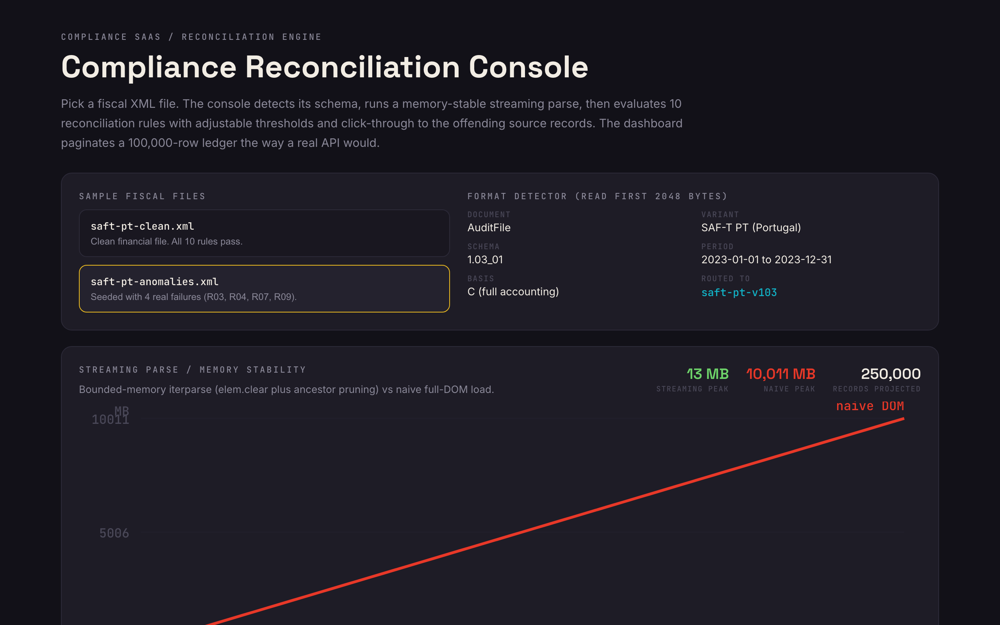 COMPLIANCE SAAS / RECONCILIATION ENGINE
Compliance Reconciliation Console
Pick a fiscal XML file. The console detects its schema, runs a memory-stable streaming parse, then evaluates 10
reconciliation rules with adjustable thresholds and click-through to the offending source records. The dashboard
paginates a 100,000-row ledger the way a real API would.
SAMPLE FISCAL FILES
saft-pt-clean.xml
Clean financial file. All 10 rules pass.
saft-pt-anomalies.xml
Seeded with 4 real failures (R03, R04, R07, R09).
FORMAT DETECTOR (READ FIRST 2048 BYTES)
DOCUMENT
AuditFile
VARIANT
SAF-T PT (Portugal)
SCHEMA
1.03_01
PERIOD
2023-01-01 to 2023-12-31
BASIS
C (full accounting)
ROUTED TO
saft-pt-v103
STREAMING PARSE / MEMORY STABILITY
Bounded-memory iterparse (elem.clear plus ancestor pruning) vs naive full-DOM load.
13 MB
STREAMING PEAK
10,011 MB
NAIVE PEAK
250,000
RECORDS PROJECTED
naive DOM
MB
10011
5006